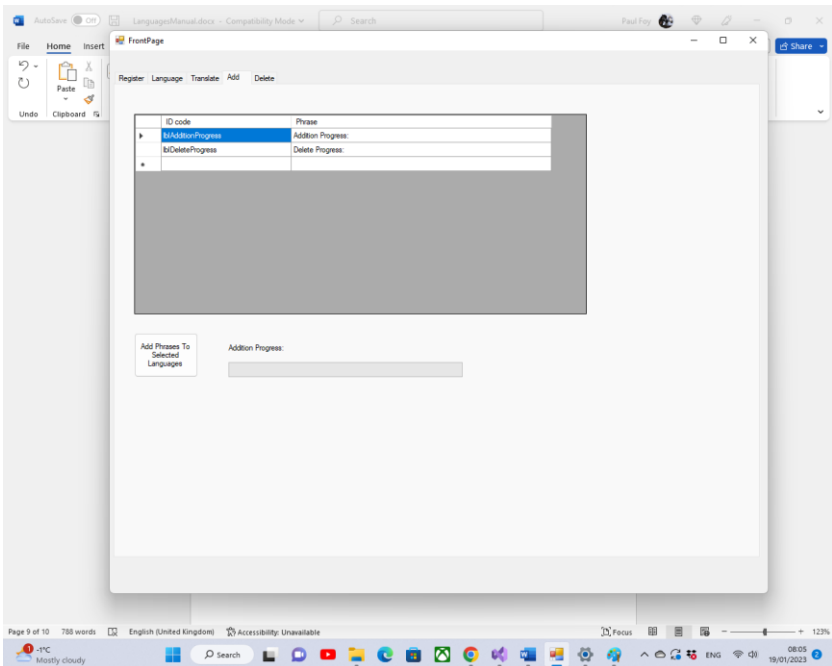 AutoSave Off LanguagesManual.docx - Compatibility Mode Search Paul Foy
FrontPage
File Home Insert Share
Paste
Undo Clipboard
Register Language Translate Add Delete
ID code Phrase
lblAdditionProgress Addition Progress:
lblDeleteProgress Delete Progress:
Add Phrases To
Selected
Languages
Addition Progress:
Page 9 of 10 788 words English (United Kingdom) Accessibility: Unavailable Focus 123%
1 -1°C
Mostly cloudy
Search
ENG
08:05
19/01/2023
2